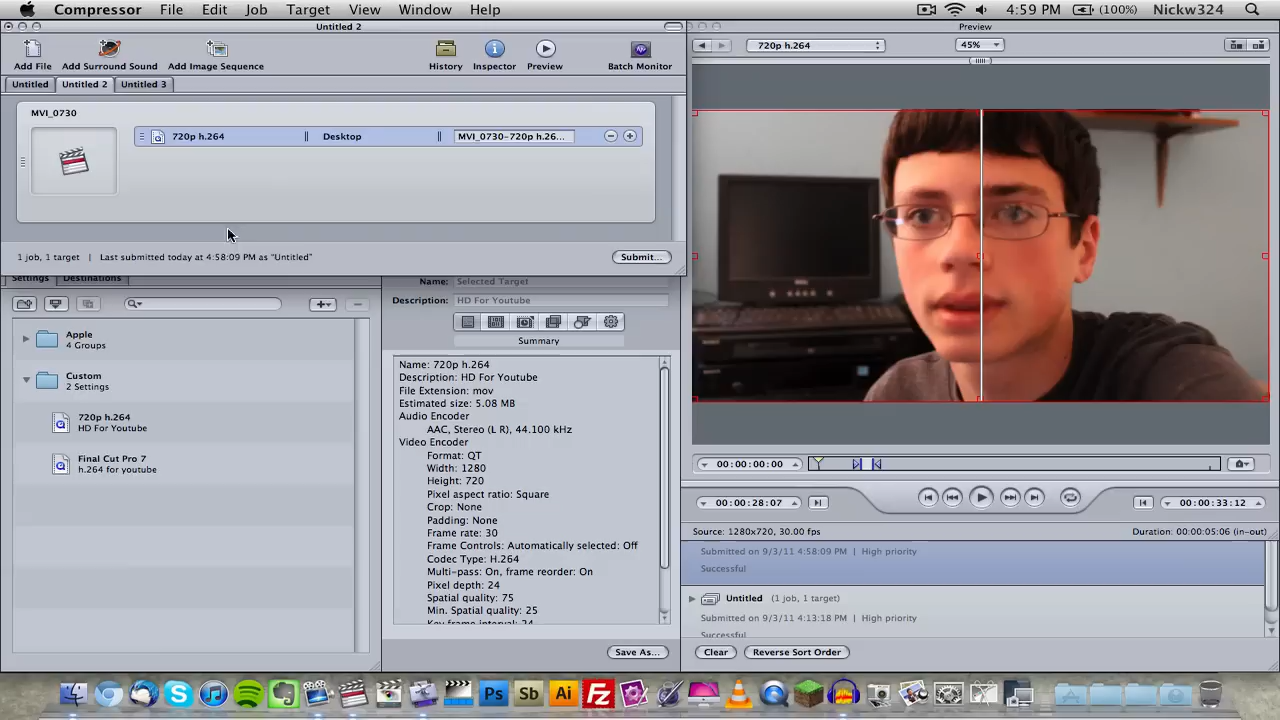 Compressor File Edit Job Target View Window Help 4:59 PM (100%) Nickw324
Untitled 2
Add File Add Surround Sound Add Image Sequence History Inspector Preview Batch Monitor
Untitled Untitled 2 Untitled 3
MVI_0730
720p h.264 Desktop MVI_0730-720p h.26...
1 job, 1 target | Last submitted today at 4:58:09 PM as "Untitled" Submit...
Settings Destinations
Apple
4 Groups
Custom
2 Settings
720p h.264
HD For Youtube
Final Cut Pro 7
h.264 for youtube
Name: Selected Target
Description: HD For Youtube
Summary
Name: 720p h.264
Description: HD For Youtube
File Extension: mov
Estimated size: 5.08 MB
Audio Encoder
AAC, Stereo (L R), 44.100 kHz
Video Encoder
Format: QT
Width: 1280
Height: 720
Pixel aspect ratio: Square
Crop: None
Padding: None
Frame rate: 30
Frame Controls: Automatically selected: Off
Codec Type: H.264
Multi-pass: On, frame reorder: On
Pixel depth: 24
Spatial quality: 75
Min. Spatial quality: 25
Key frame interval: 24
Save As...
Preview
720p h.264 45%
00:00:00:00
00:00:28:07 00:00:33:12
Source: 1280x720, 30.00 fps Duration: 00:00:05:06 (in-out)
Submitted on 9/3/11 4:58:09 PM | High priority
Successful
Untitled (1 job, 1 target)
Submitted on 9/3/11 4:13:18 PM | High priority
Successful
Clear Reverse Sort Order
Ps Sb Ai Fz